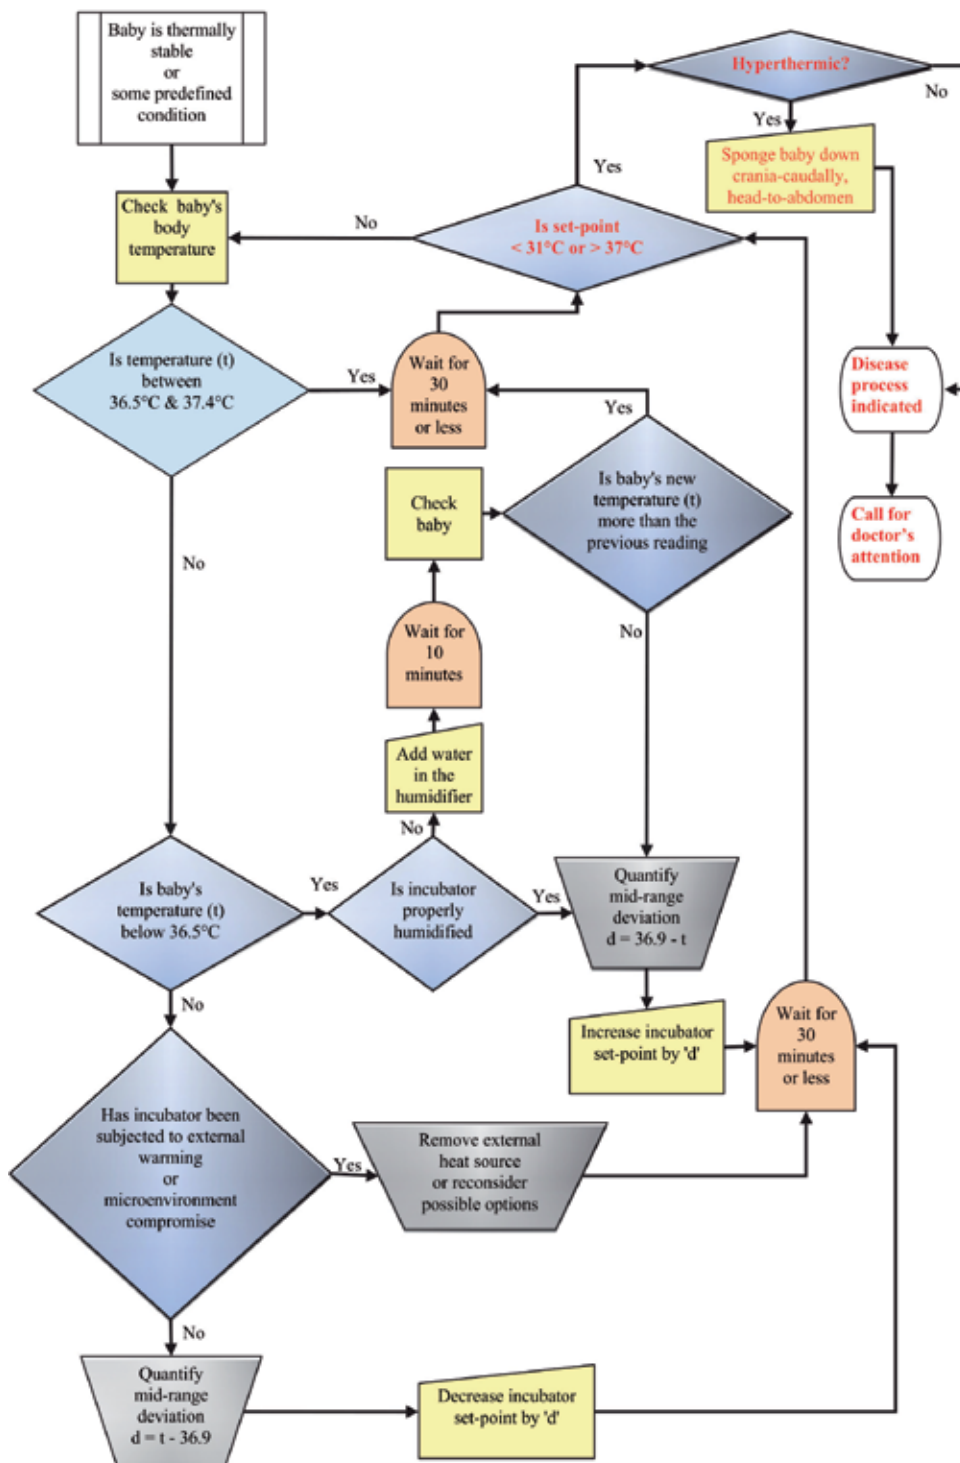 Baby is thermally
stable
or
some predefined
condition
Hyperthermic?
No
Yes
Sponge baby down
crania-caudally,
head-to-abdomen
Yes
Check baby's
body
temperature
No
Is set-point
< 31°C or > 37°C
Is temperature (t)
between
36.5°C & 37.4°C
Yes
Wait for
30
minutes
or less
Disease
process
indicated
Yes
Check
baby
Is baby's new
temperature (t)
more than the
previous reading
Call for
doctor's
attention
No
No
Wait for
10
minutes
Add water
in the
humidifier
No
Is baby's
temperature (t)
below 36.5°C
Yes
Is incubator
properly
humidified
Yes
Quantify
mid-range
deviation
d = 36.9 - t
No
Increase incubator
set-point by 'd'
Wait for
30
minutes
or less
Has incubator been
subjected to external
warming
or
microenvironment
compromise
Yes
Remove external
heat source
or reconsider
possible options
No
Quantify
mid-range
deviation
d = t - 36.9
Decrease incubator
set-point by 'd'